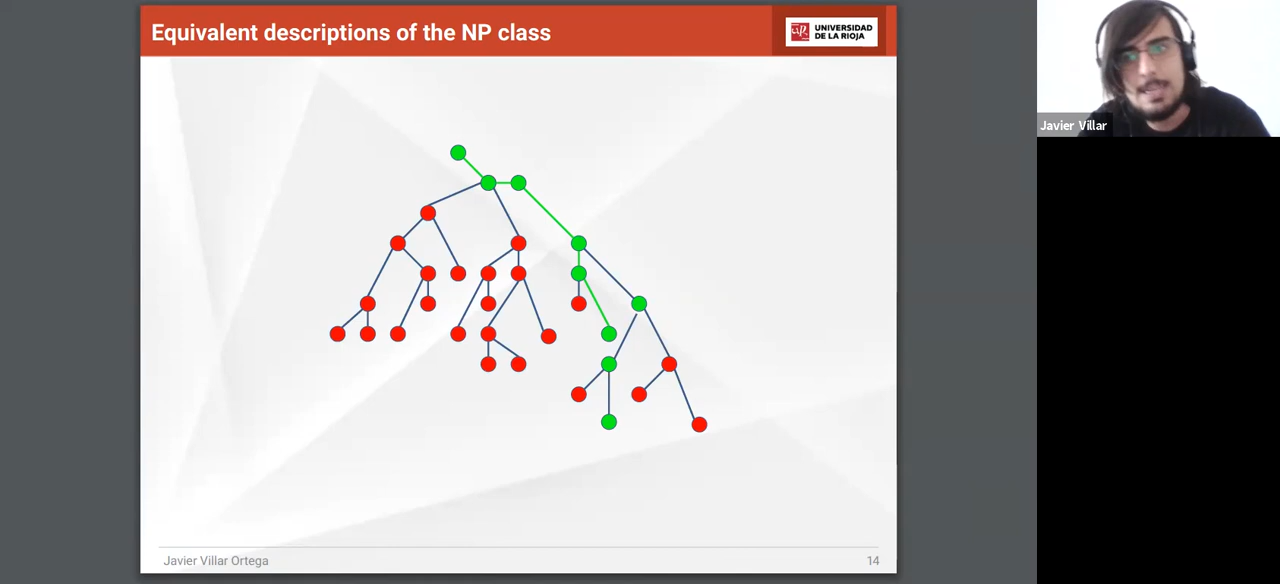 Equivalent descriptions of the NP class
UNIVERSIDAD
DE LA RIOJA
Javier Villar
Javier Villar Ortega
14